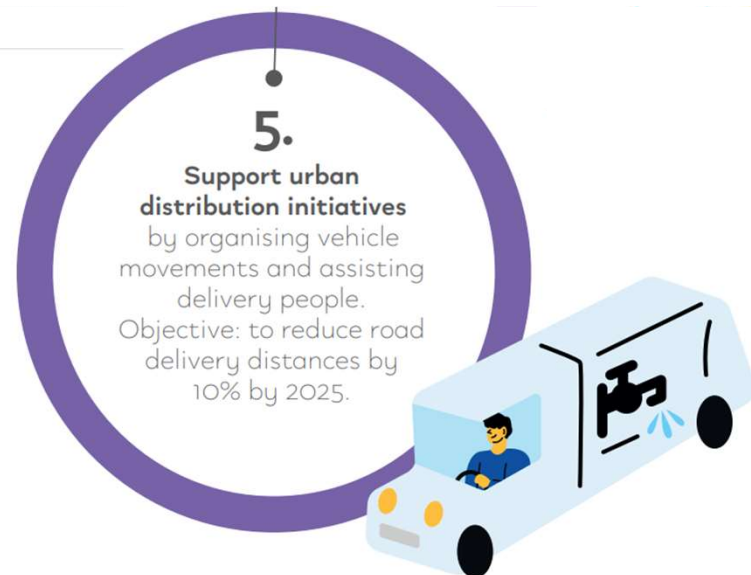 5.
Support urban
distribution initiatives
by organising vehicle
movements and assisting
delivery people.
Objective: to reduce road
delivery distances by
10% by 2025.